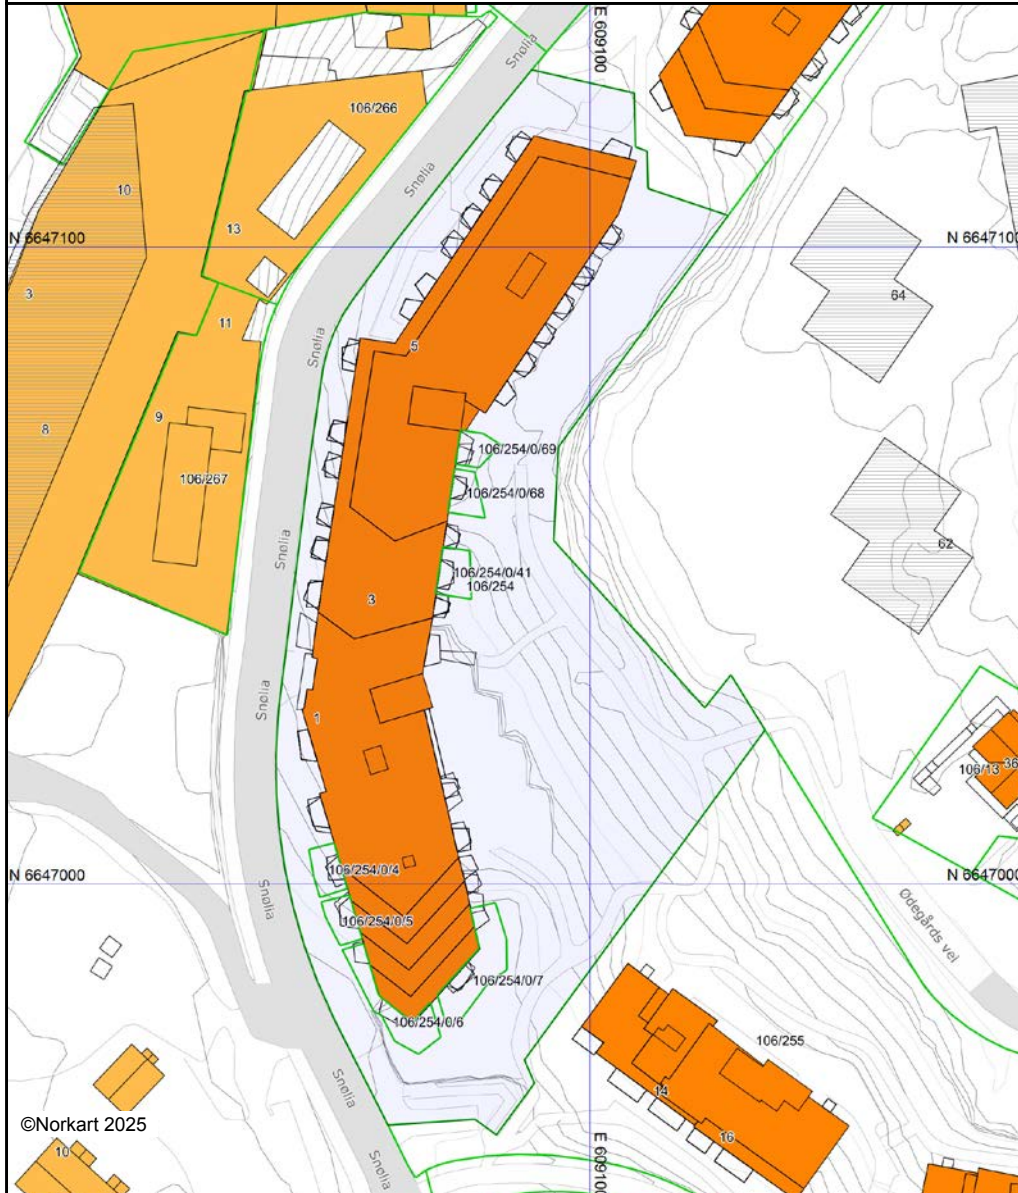 Snølia
E 609100
106/266
Snølia
10
13
N 6647100
N 6647100
3
64
11
Snølia
5
9
8
106/254/0/69
106/267
106/254/0/68
Snølia
62
106/254/0/41
106/254
3
Snølia
1
106/13
36
106/254/0/4
N 6647000
N 6647000
Snølia
106/254/0/5
Ødegårds vei
106/254/0/7
106/254/0/6
106/255
Snølia
14
©Norkart 2025
16
10
E 609100
Snølia